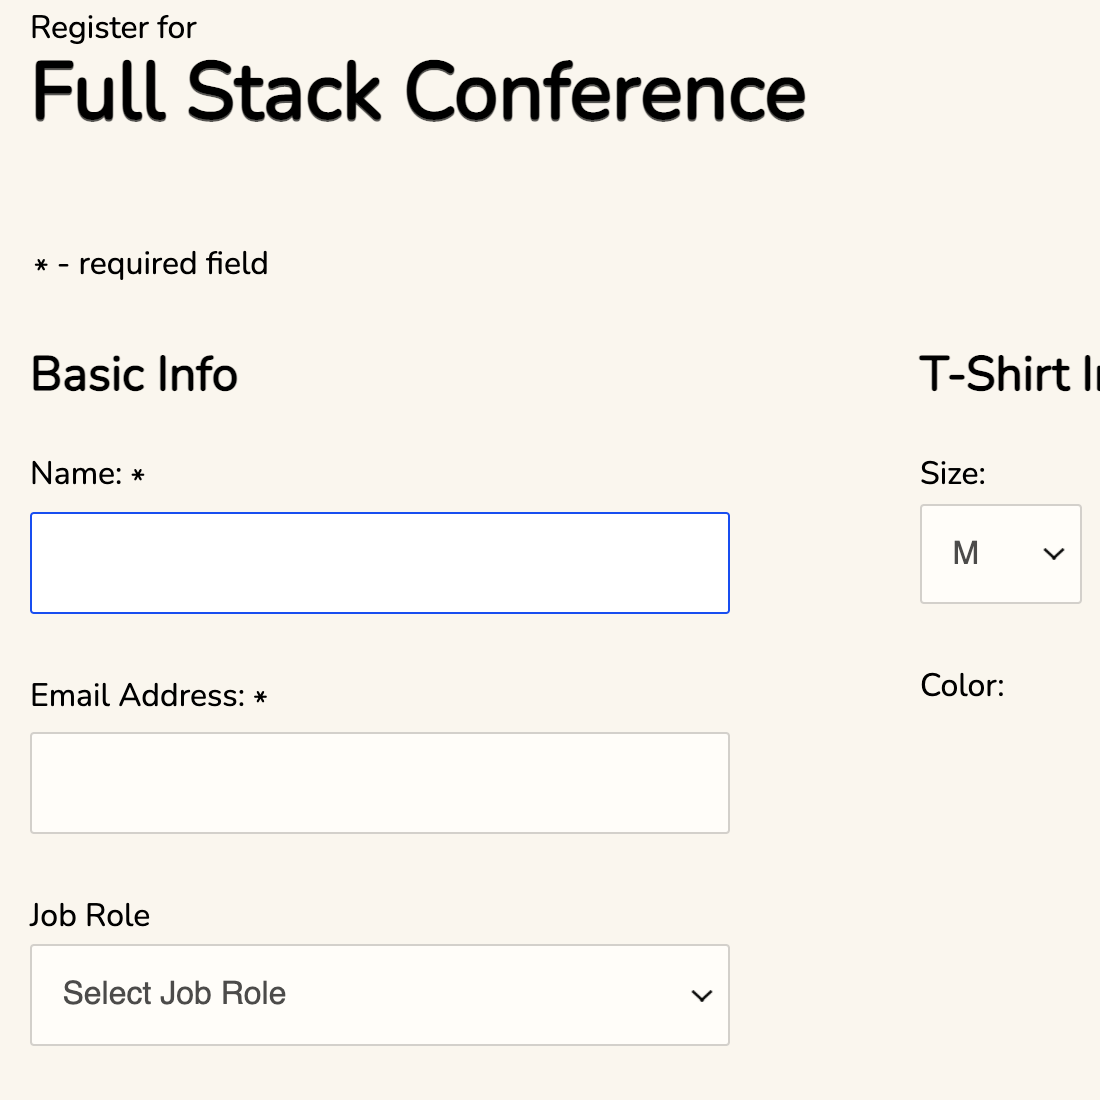 Register for
Full Stack Conference
* - required field
Basic Info
Name: *
Email Address: *
Job Role
Select Job Role
T-Shirt
Size:
M
Color: